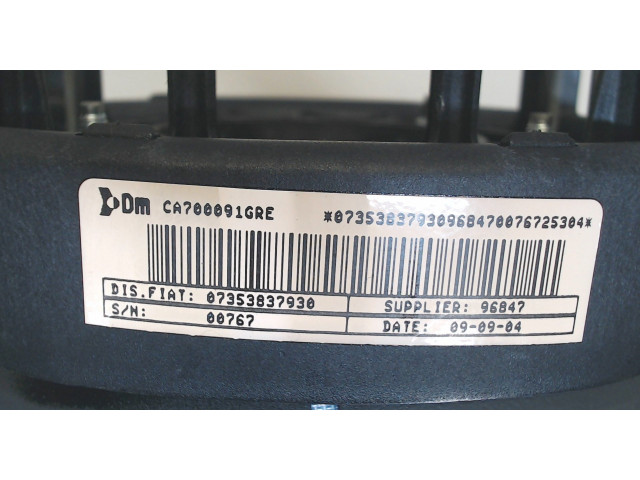 Dm CA700091GRE *07353837930968470076725304*
DIS.FIAT: 07353837930 SUPPLIER: 96847
S/N: 00767 DATE: 09-09-04